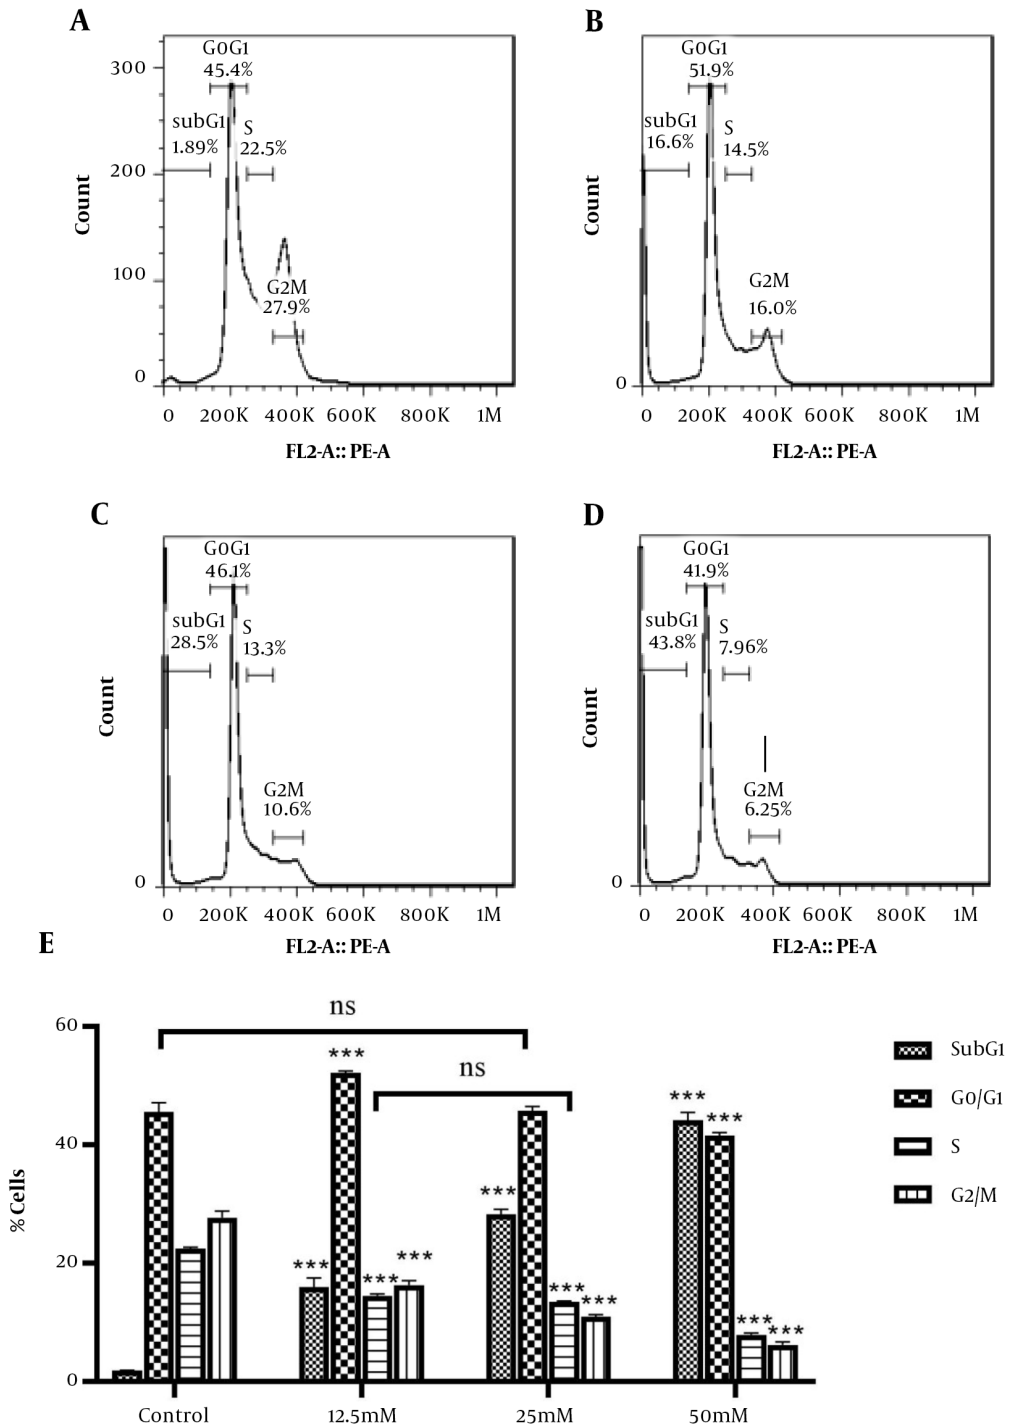 A
G0G1
45.4%
subG1
1.89%
S
22.5%
G2M
27.9%
300
200
100
0
Count
0 200K 400K 600K 800K 1M
FL2-A:: PE-A
B
G0G1
51.9%
subG1
16.6%
S
14.5%
G2M
16.0%
0
Count
0 200K 400K 600K 800K 1M
FL2-A:: PE-A
C
G0G1
46.1%
subG1
28.5%
S
13.3%
G2M
10.6%
0
Count
0 200K 400K 600K 800K 1M
FL2-A:: PE-A
D
G0G1
41.9%
subG1
43.8%
S
7.96%
G2M
6.25%
0
Count
0 200K 400K 600K 800K 1M
FL2-A:: PE-A
E
ns
ns
60
40
20
0
% Cells
*** *** *** ***
*** *** ***
*** *** *** ***
Control 12.5mM 25mM 50mM
SubG1
G0/G1
S
G2/M